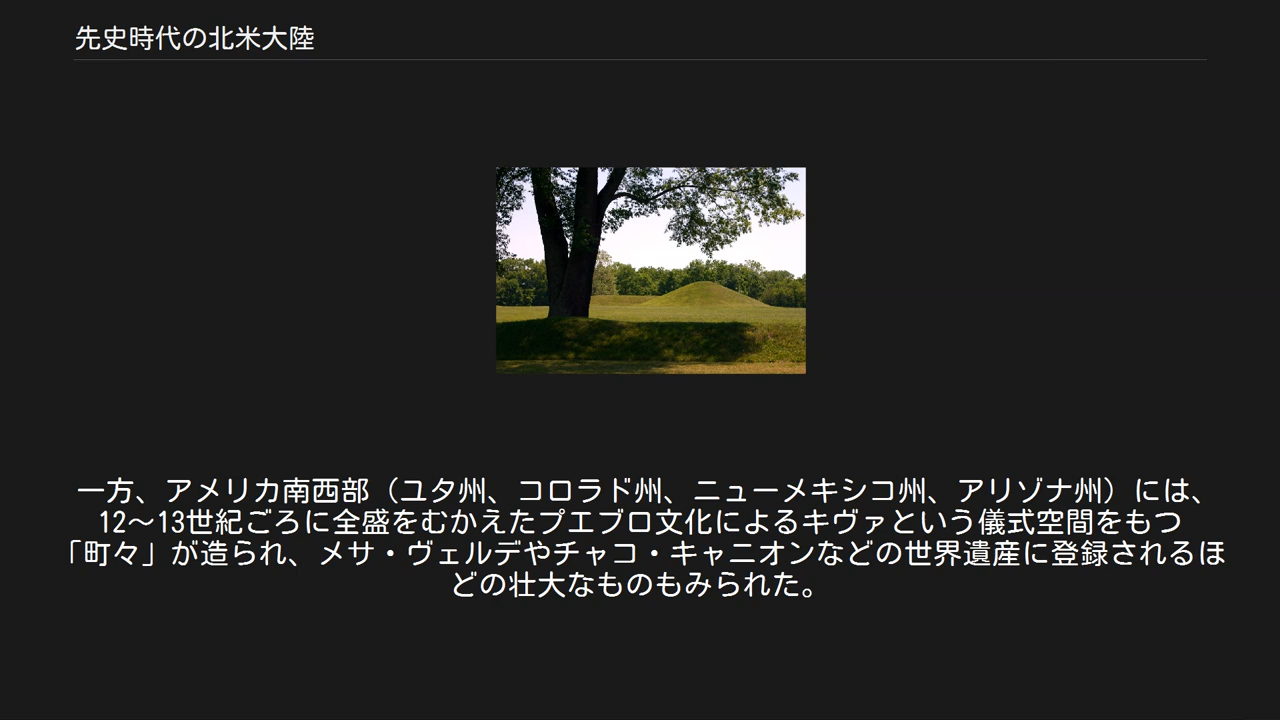 先史時代の北米大陸
一方、アメリカ南西部（ユタ州、コロラド州、ニューメキシコ州、アリゾナ州）には、
12〜13世紀ごろに全盛をむかえたプエブロ文化によるキヴァという儀式空間をもつ
「町々」が造られ、メサ・ヴェルデやチャコ・キャニオンなどの世界遺産に登録されるほ
どの壮大なものもみられた。